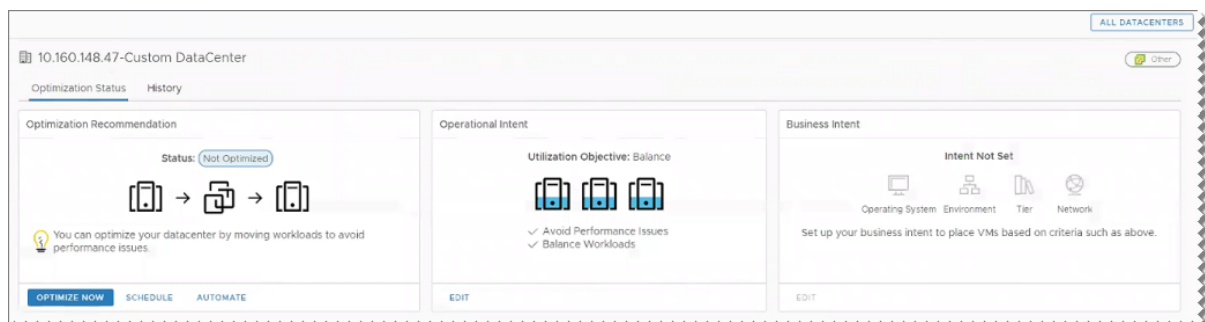 ALL DATACENTERS
10.160.148.47-Custom DataCenter
Other
Optimization Status History
Optimization Recommendation
Status: Not Optimized
You can optimize your datacenter by moving workloads to avoid
performance issues.
OPTIMIZE NOW SCHEDULE AUTOMATE
Operational Intent
Utilization Objective: Balance
Avoid Performance Issues
Balance Workloads
EDIT
Business Intent
Intent Not Set
Operating System Environment Tier Network
Set up your business intent to place VMs based on criteria such as above.
EDIT